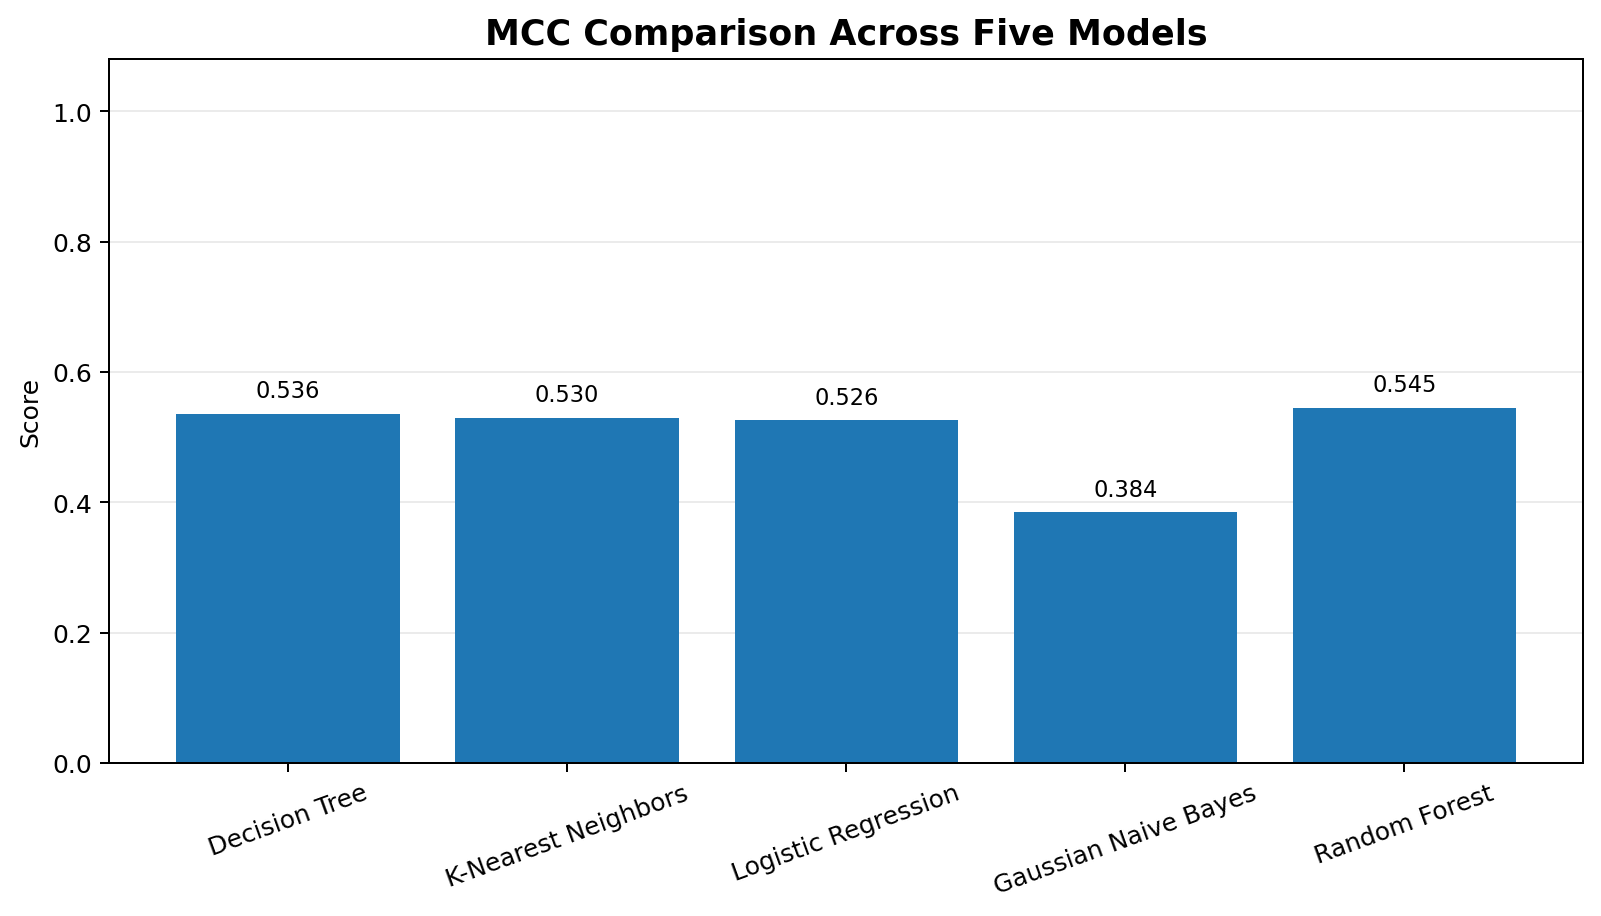 MCC Comparison Across Five Models
1.0
0.8
0.6
0.4
0.2
0.0
Score
0.536
0.530
0.526
0.384
0.545
Decision Tree
K-Nearest Neighbors
Logistic Regression
Gaussian Naive Bayes
Random Forest